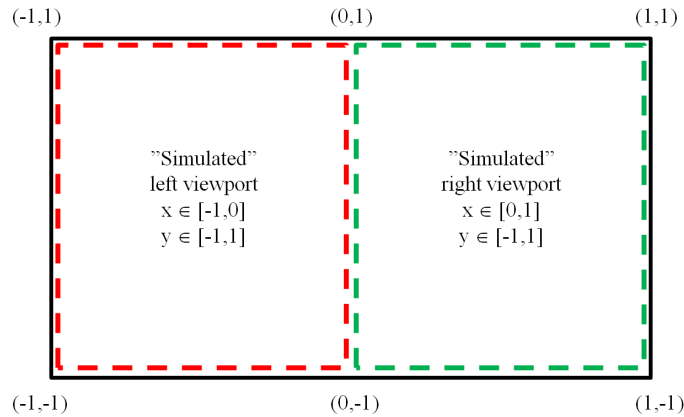 (-1,1) (0,1) (1,1)
”Simulated”
left viewport
x ∈ [-1,0]
y ∈ [-1,1]
”Simulated”
right viewport
x ∈ [0,1]
y ∈ [-1,1]
(-1,-1) (0,-1) (1,-1)